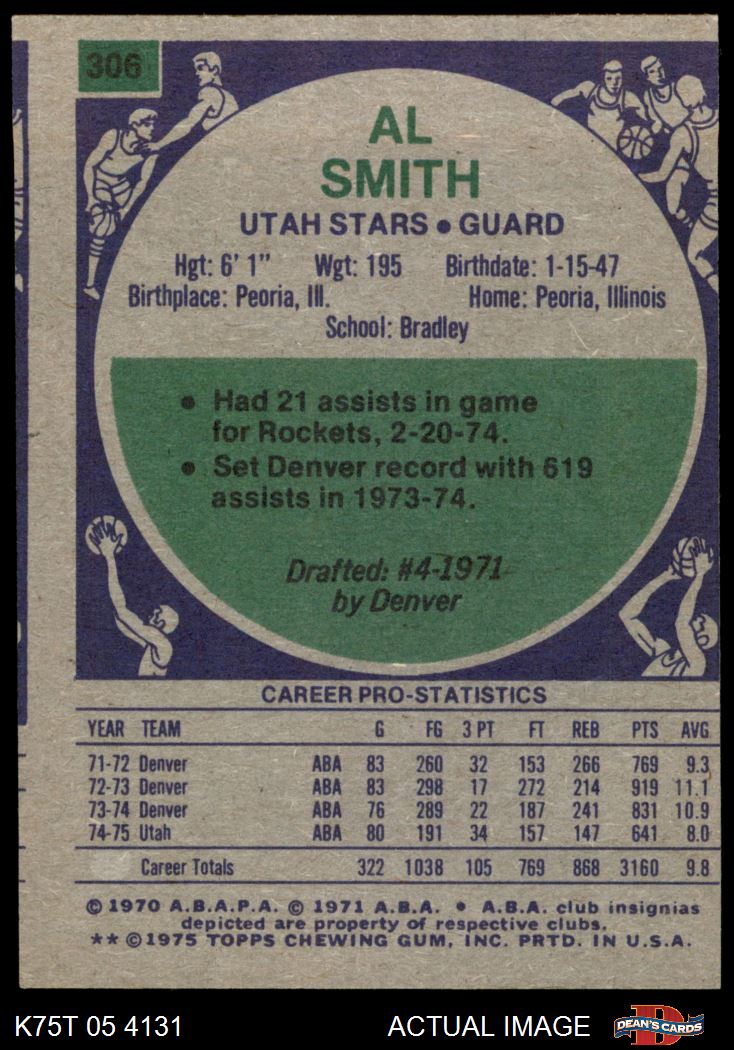 306
AL
SMITH
UTAH STARS • GUARD
Hgt: 6' 1" Wgt: 195 Birthdate: 1-15-47
Birthplace: Peoria, Ill. Home: Peoria, Illinois
School: Bradley
• Had 21 assists in game
for Rockets, 2-20-74.
• Set Denver record with 619
assists in 1973-74.
Drafted: #4-1971
by Denver
CAREER PRO-STATISTICS
YEAR TEAM G FG 3 PT FT REB PTS AVG
71-72 Denver ABA 83 260 32 153 266 769 9.3
72-73 Denver ABA 83 298 17 272 214 919 11.1
73-74 Denver ABA 76 289 22 187 241 831 10.9
74-75 Utah ABA 80 191 34 157 147 641 8.0
Career Totals 322 1038 105 769 868 3160 9.8
© 1970 A.B.A.P.A. © 1971 A.B.A. • A.B.A. club insignias
depicted are property of respective clubs.
** © 1975 TOPPS CHEWING GUM, INC. PRTD. IN U.S.A.
K75T 05 4131 ACTUAL IMAGE D DEAN'S CARDS